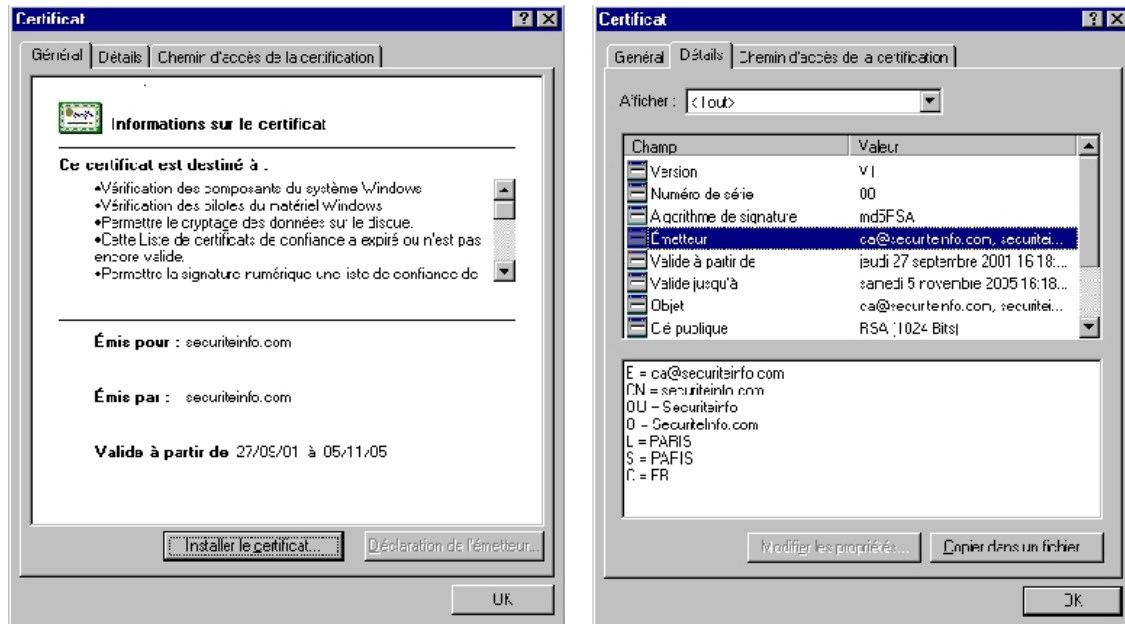 Certificat
Général Détails Chemin d'accès de la certification
Informations sur le certificat
Ce certificat est destiné à :
•Vérification des composants du système Windows
•Vérification des pilotes du matériel Windows
•Permettre le cryptage des données sur le disque.
•Cette Liste de certificats de confiance a expiré ou n'est pas
encore valide.
•Permettre la signature numérique une liste de confiance de
Émis pour : securiteinfo.com
Émis par : securiteinfo.com
Valide à partir de 27/09/01 à 05/11/05
Installer le certificat... Déclaration de l'émetteur...
OK
Certificat
Général Détails Chemin d'accès de la certification
Afficher : <Tout>
Champ Valeur
Version V1
Numéro de série 00
Algorithme de signature md5RSA
Émetteur ca@securiteinfo.com, securitei...
Valide à partir de jeudi 27 septembre 2001 16:18:...
Valide jusqu'à samedi 5 novembre 2005 16:18...
Objet ca@securiteinfo.com, securitei...
Clé publique RSA (1024 Bits)
E = ca@securiteinfo.com
CN = securiteinfo.com
OU = Securiteinfo
O = SecuriteInfo.com
L = PARIS
S = PARIS
C = FR
Modifier les propriétés... Copier dans un fichier...
OK